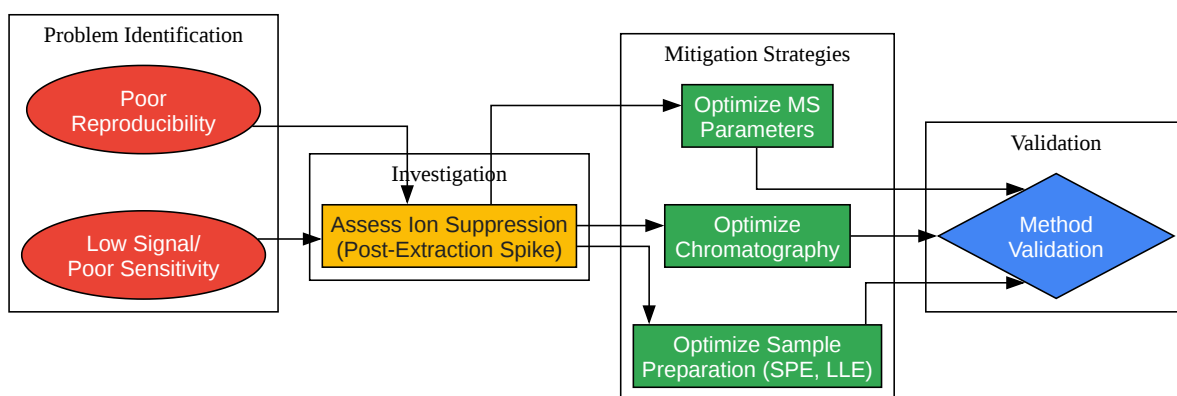 Problem Identification
Poor
Reproducibility
Low Signal/
Poor Sensitivity
Investigation
Assess Ion Suppression
(Post-Extraction Spike)
Mitigation Strategies
Optimize MS
Parameters
Optimize
Chromatography
Optimize Sample
Preparation (SPE, LLE)
Validation
Method
Validation